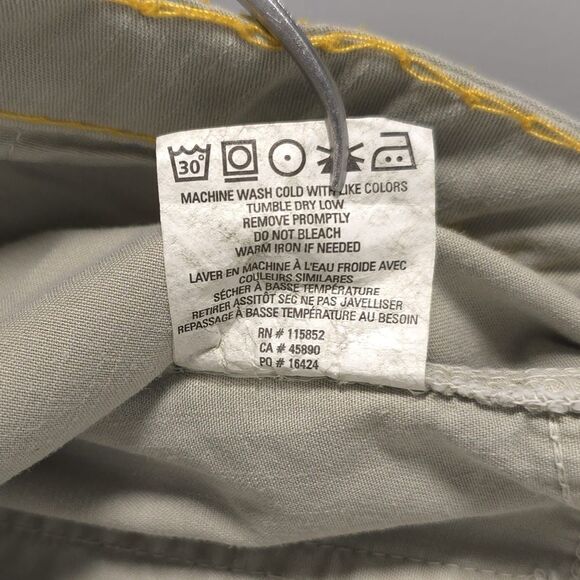 30°
MACHINE WASH COLD WITH LIKE COLORS
TUMBLE DRY LOW
REMOVE PROMPTLY
DO NOT BLEACH
WARM IRON IF NEEDED
LAVER EN MACHINE À L'EAU FROIDE AVEC
COULEURS SIMILAIRES
SÉCHER À BASSE TEMPÉRATURE
RETIRER ASSITÔT SEC NE PAS JAVELLISER
REPASSAGE À BASSE TEMPÉRATURE AU BESOIN
RN # 115852
CA # 45890
PO # 16424